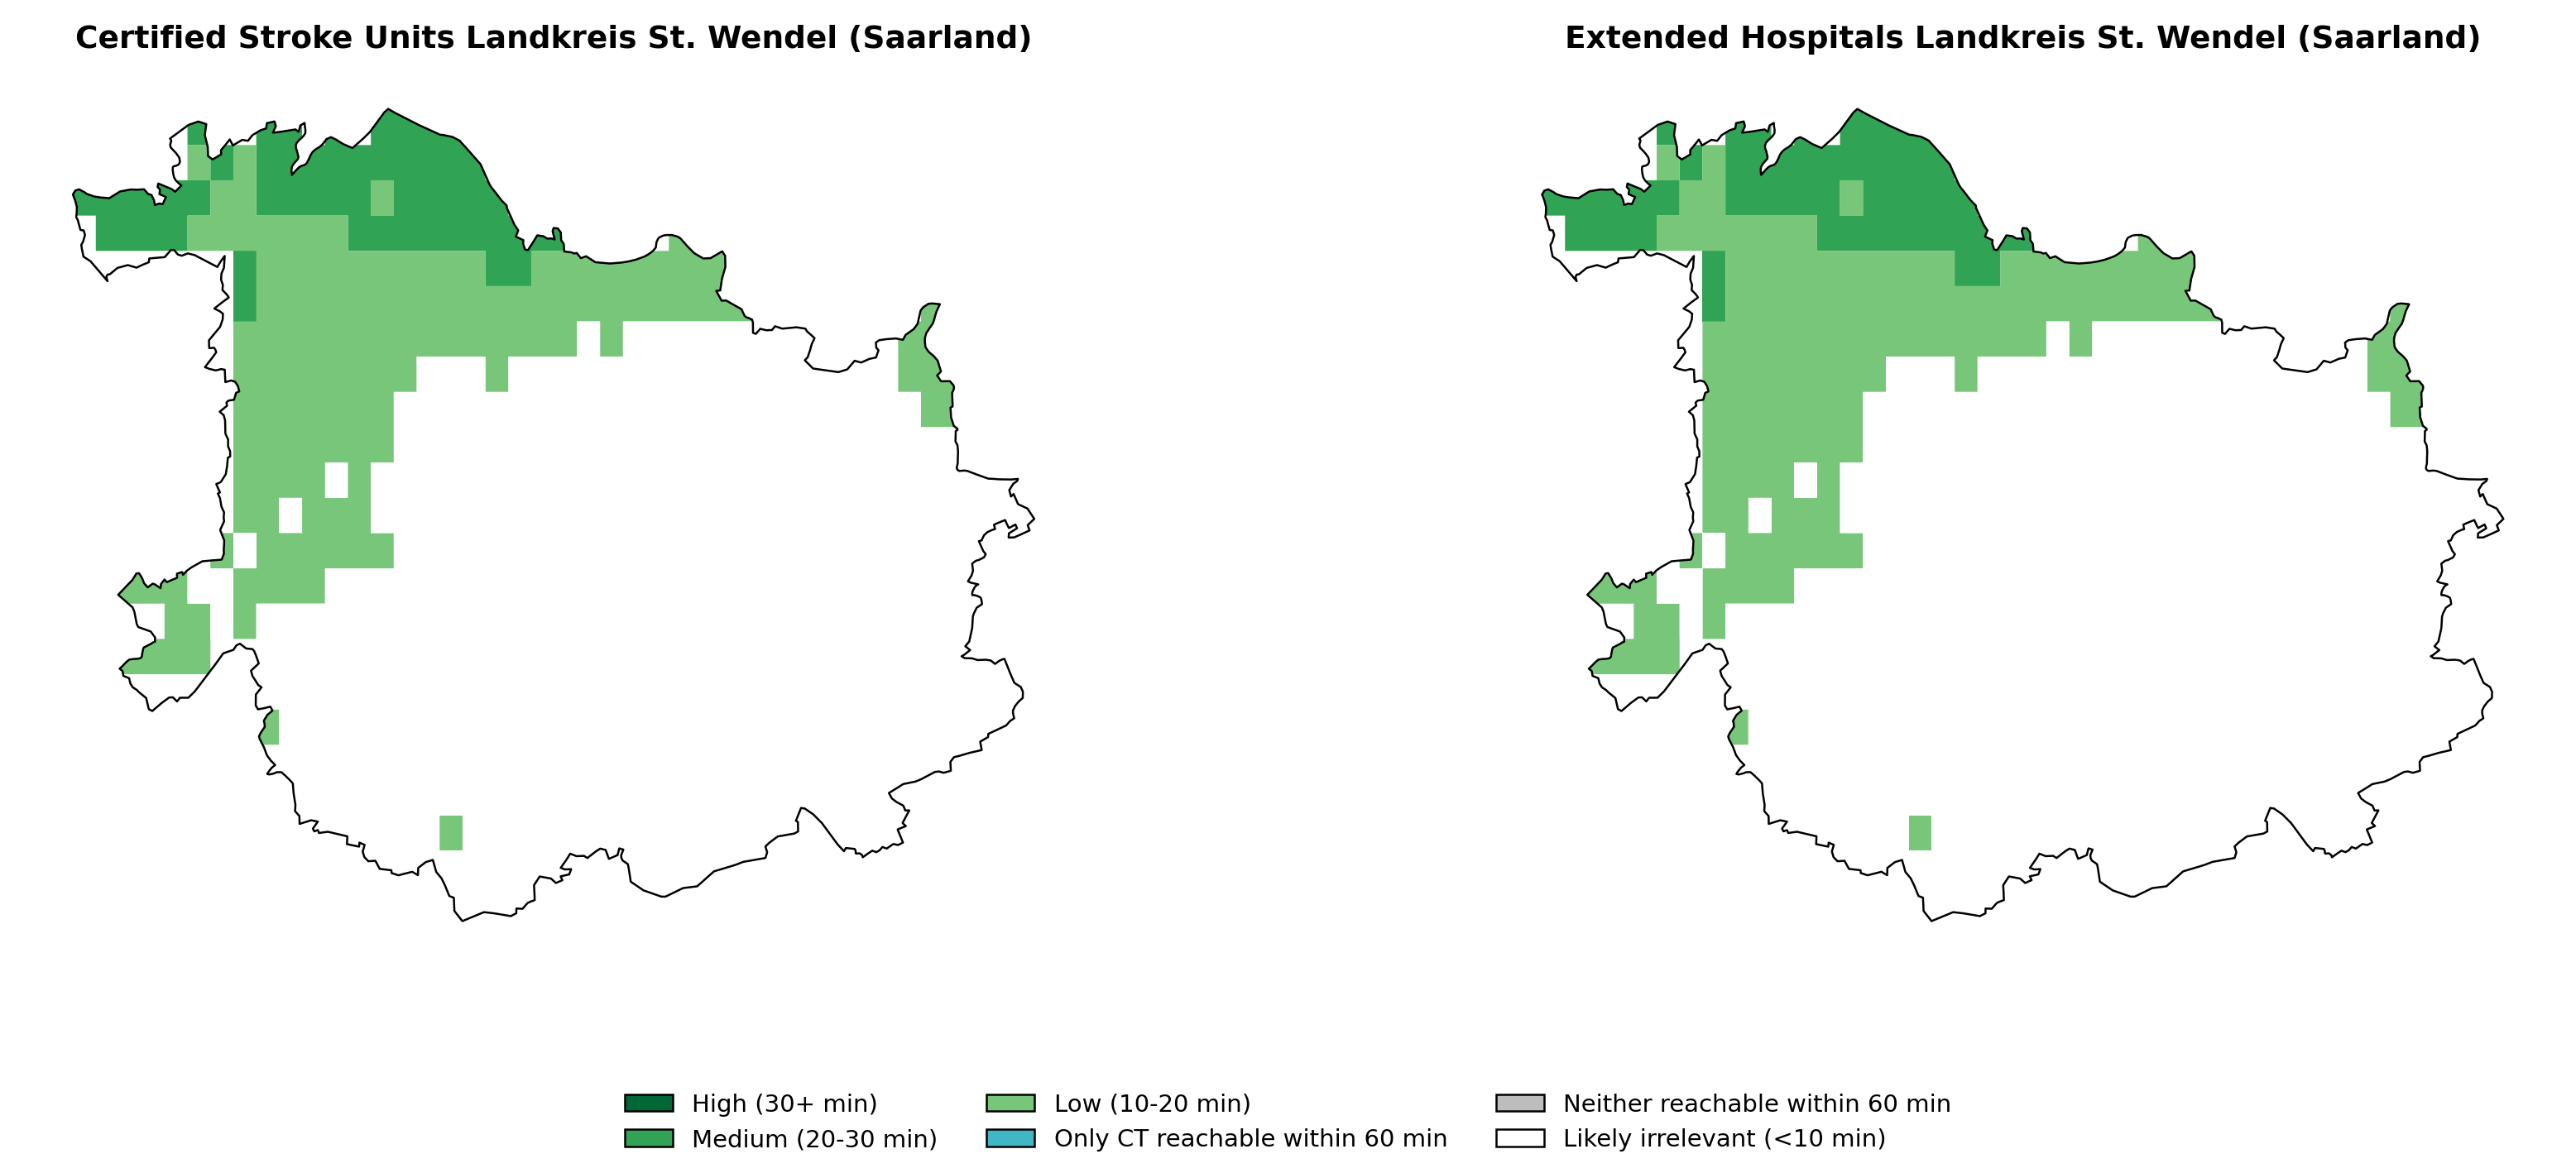 Certified Stroke Units Landkreis St. Wendel (Saarland)
Extended Hospitals Landkreis St. Wendel (Saarland)
High (30+ min)
Medium (20-30 min)
Low (10-20 min)
Only CT reachable within 60 min
Neither reachable within 60 min
Likely irrelevant (<10 min)